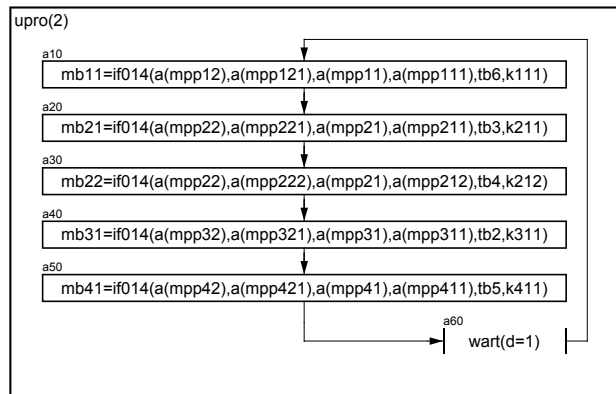 upro(2)
a10
mb11=if014(a(mpp12),a(mpp121),a(mpp11),a(mpp111),tb6,k111)
a20
mb21=if014(a(mpp22),a(mpp221),a(mpp21),a(mpp211),tb3,k211)
a30
mb22=if014(a(mpp22),a(mpp222),a(mpp21),a(mpp212),tb4,k212)
a40
mb31=if014(a(mpp32),a(mpp321),a(mpp31),a(mpp311),tb2,k311)
a50
mb41=if014(a(mpp42),a(mpp421),a(mpp41),a(mpp411),tb5,k411)
a60
wart(d=1)